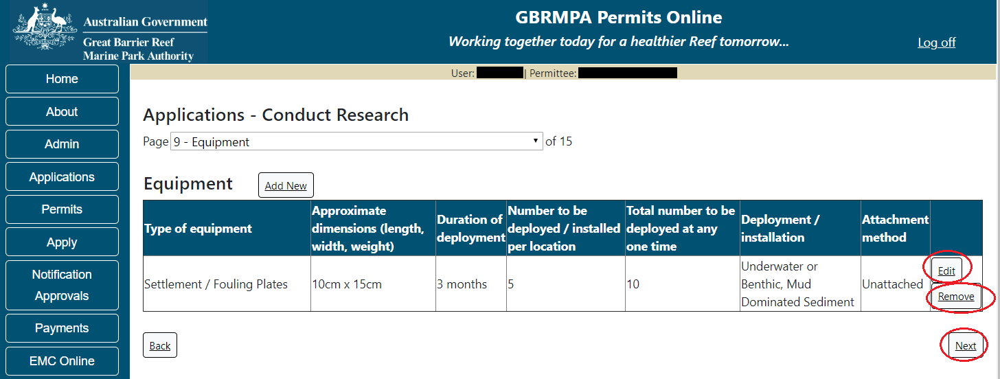 Australian Government
Great Barrier Reef
Marine Park Authority
GBRMPA Permits Online
Working together today for a healthier Reef tomorrow...
Log off
User: | Permittee:
Home
About
Admin
Applications
Permits
Apply
Notification
Approvals
Payments
EMC Online
Applications - Conduct Research
Page 9 - Equipment of 15
Equipment Add New
Type of equipment
Approximate
dimensions (length,
width, weight)
Duration of
deployment
Number to be
deployed / installed
per location
Total number to be
deployed at any
one time
Deployment /
installation
Attachment
method
Settlement / Fouling Plates
10cm x 15cm
3 months
5
10
Underwater or
Benthic, Mud
Dominated Sediment
Unattached
Edit
Remove
Back
Next